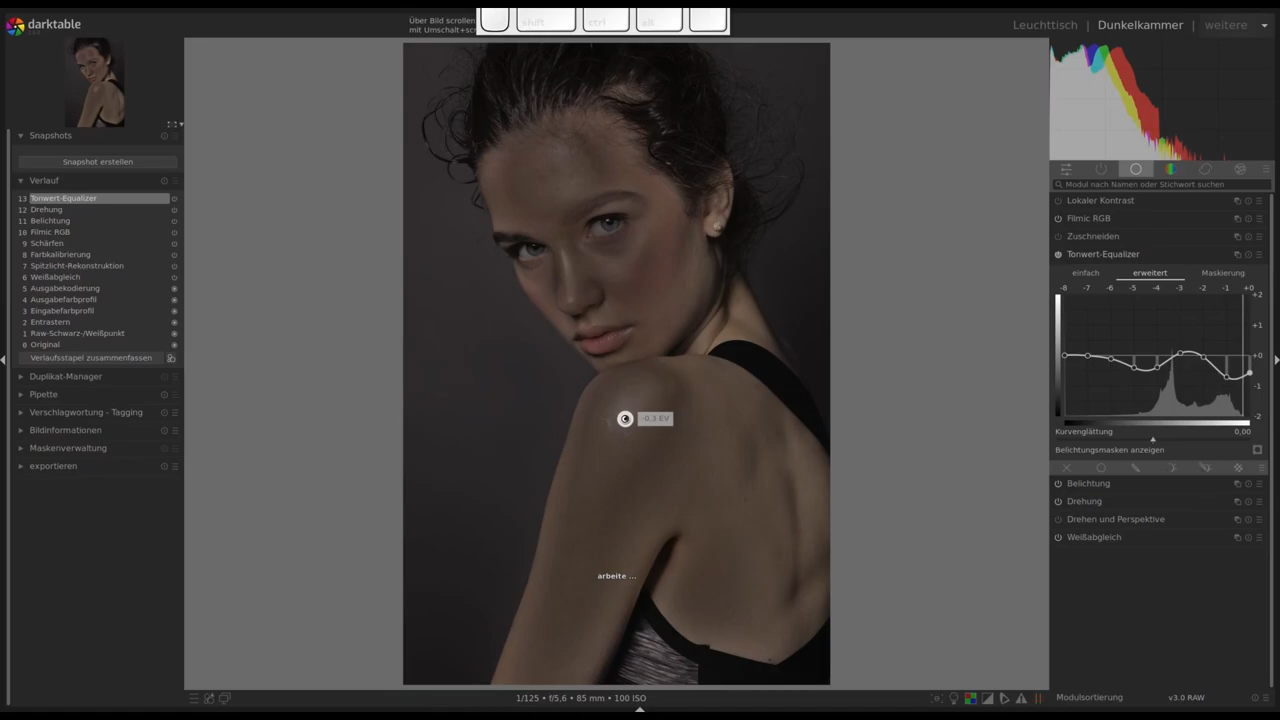 darktable
Über Bild scrollen
mit Umschalt+scr
shift
ctrl
alt
Leuchttisch | Dunkelkammer | weitere
Snapshots
Snapshot erstellen
Verlauf
13 Tonwert-Equalizer
12 Drehung
11 Belichtung
10 Filmic RGB
9 Schärfen
8 Farbkalibrierung
7 Spitzlicht-Rekonstruktion
6 Weißabgleich
5 Ausgabekodierung
4 Ausgabefarbprofil
3 Eingabefarbprofil
2 Entrastern
1 Raw-Schwarz-/Weißpunkt
0 Original
Verlaufsstapel zusammenfassen
Duplikat-Manager
Pipette
Verschlagwortung - Tagging
Bildinformationen
Maskenverwaltung
exportieren
-0,3 EV
arbeite ...
1/125 • f/5,6 • 85 mm • 100 ISO
Modul nach Namen oder Stichwort suchen
Lokaler Kontrast
Filmic RGB
Zuschneiden
Tonwert-Equalizer
einfach erweitert Maskierung
-8 -7 -6 -5 -4 -3 -2 -1 +0
+2
+1
+0
-1
-2
Kurvenglättung 0,00
Belichtungsmasken anzeigen
Belichtung
Drehung
Drehen und Perspektive
Weißabgleich
Modulsortierung v3.0 RAW